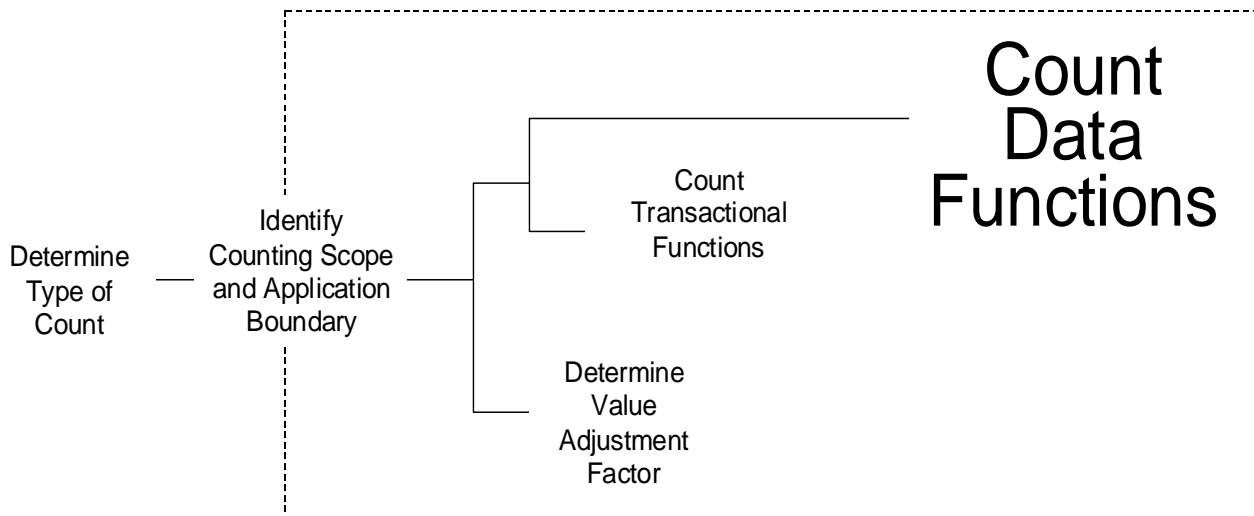 Determine
Type of
Count
Identify
Counting Scope
and Application
Boundary
Count
Data
Functions
Count
Transactional
Functions
Determine
Value
Adjustment
Factor